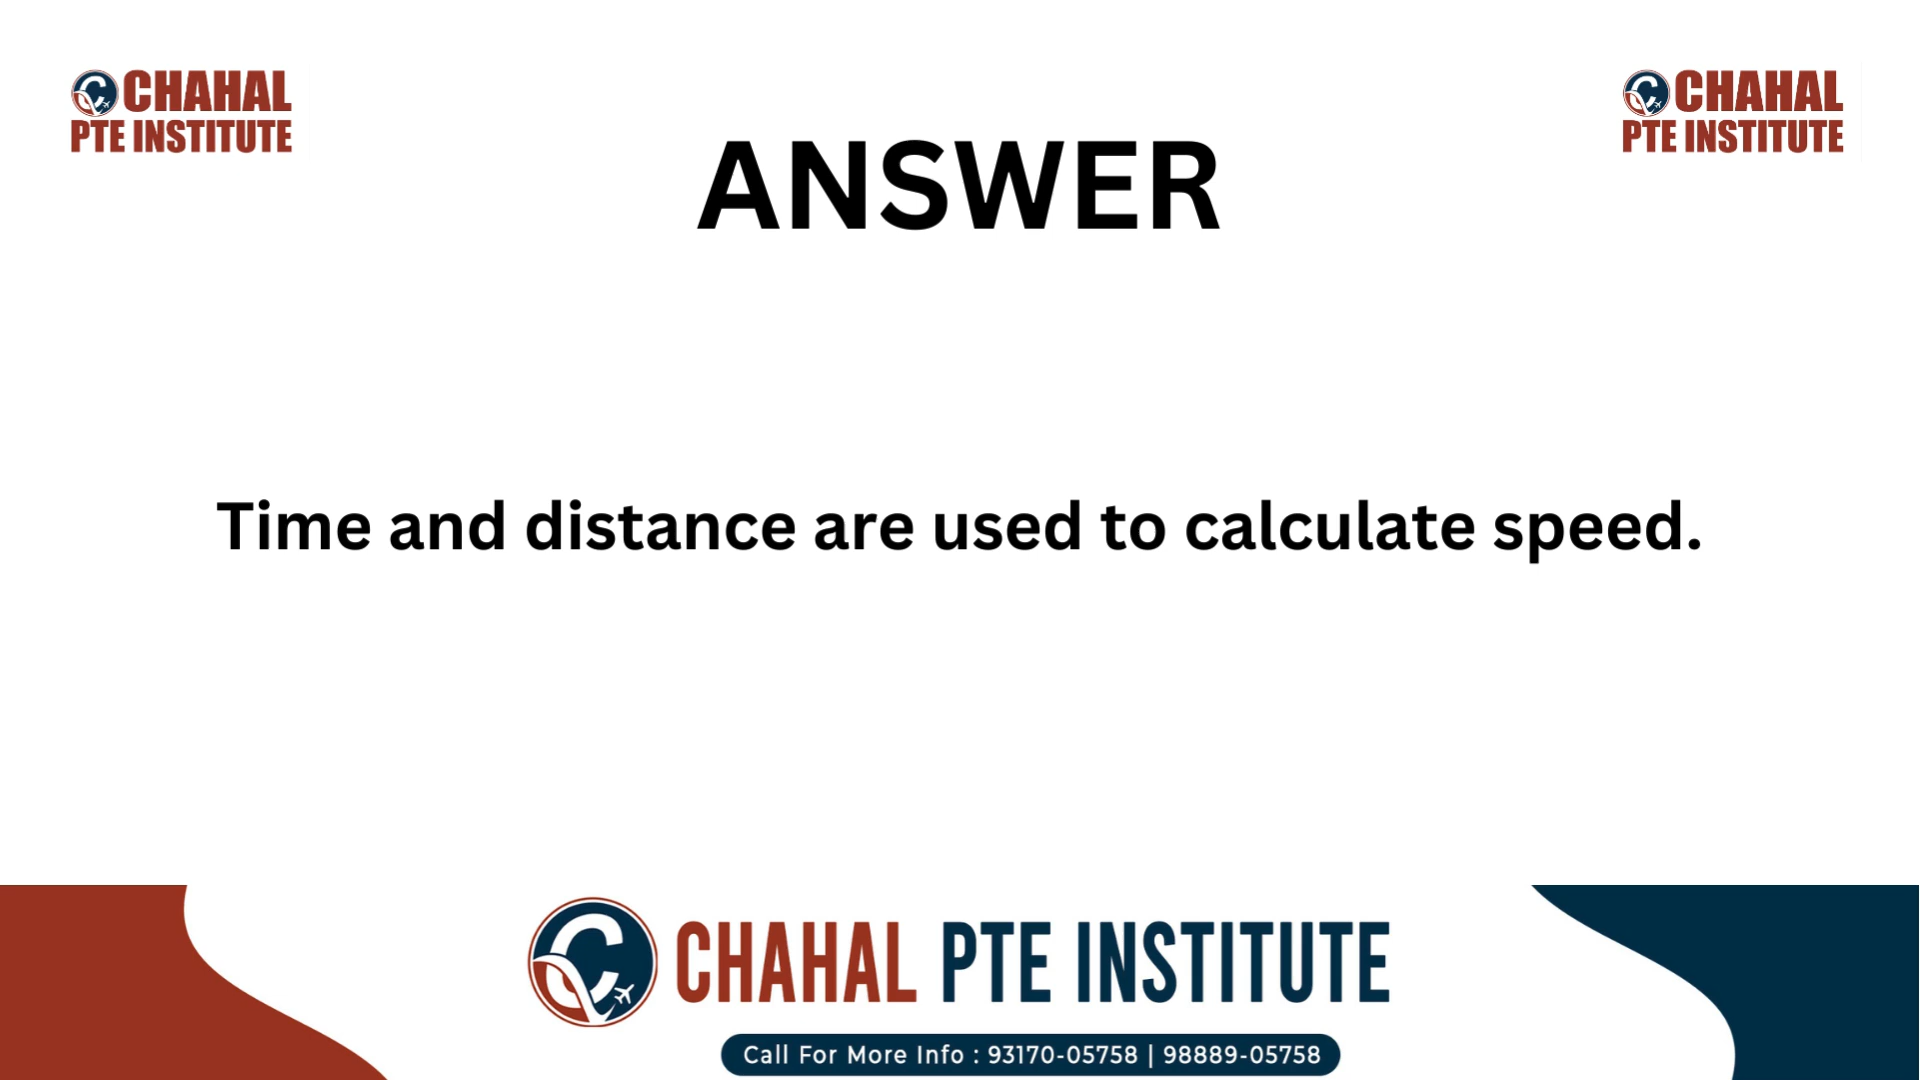 CHAHAL
PTE INSTITUTE
CHAHAL
PTE INSTITUTE
ANSWER
Time and distance are used to calculate speed.
CHAHAL PTE INSTITUTE
Call For More Info : 93170-05758 | 98889-05758